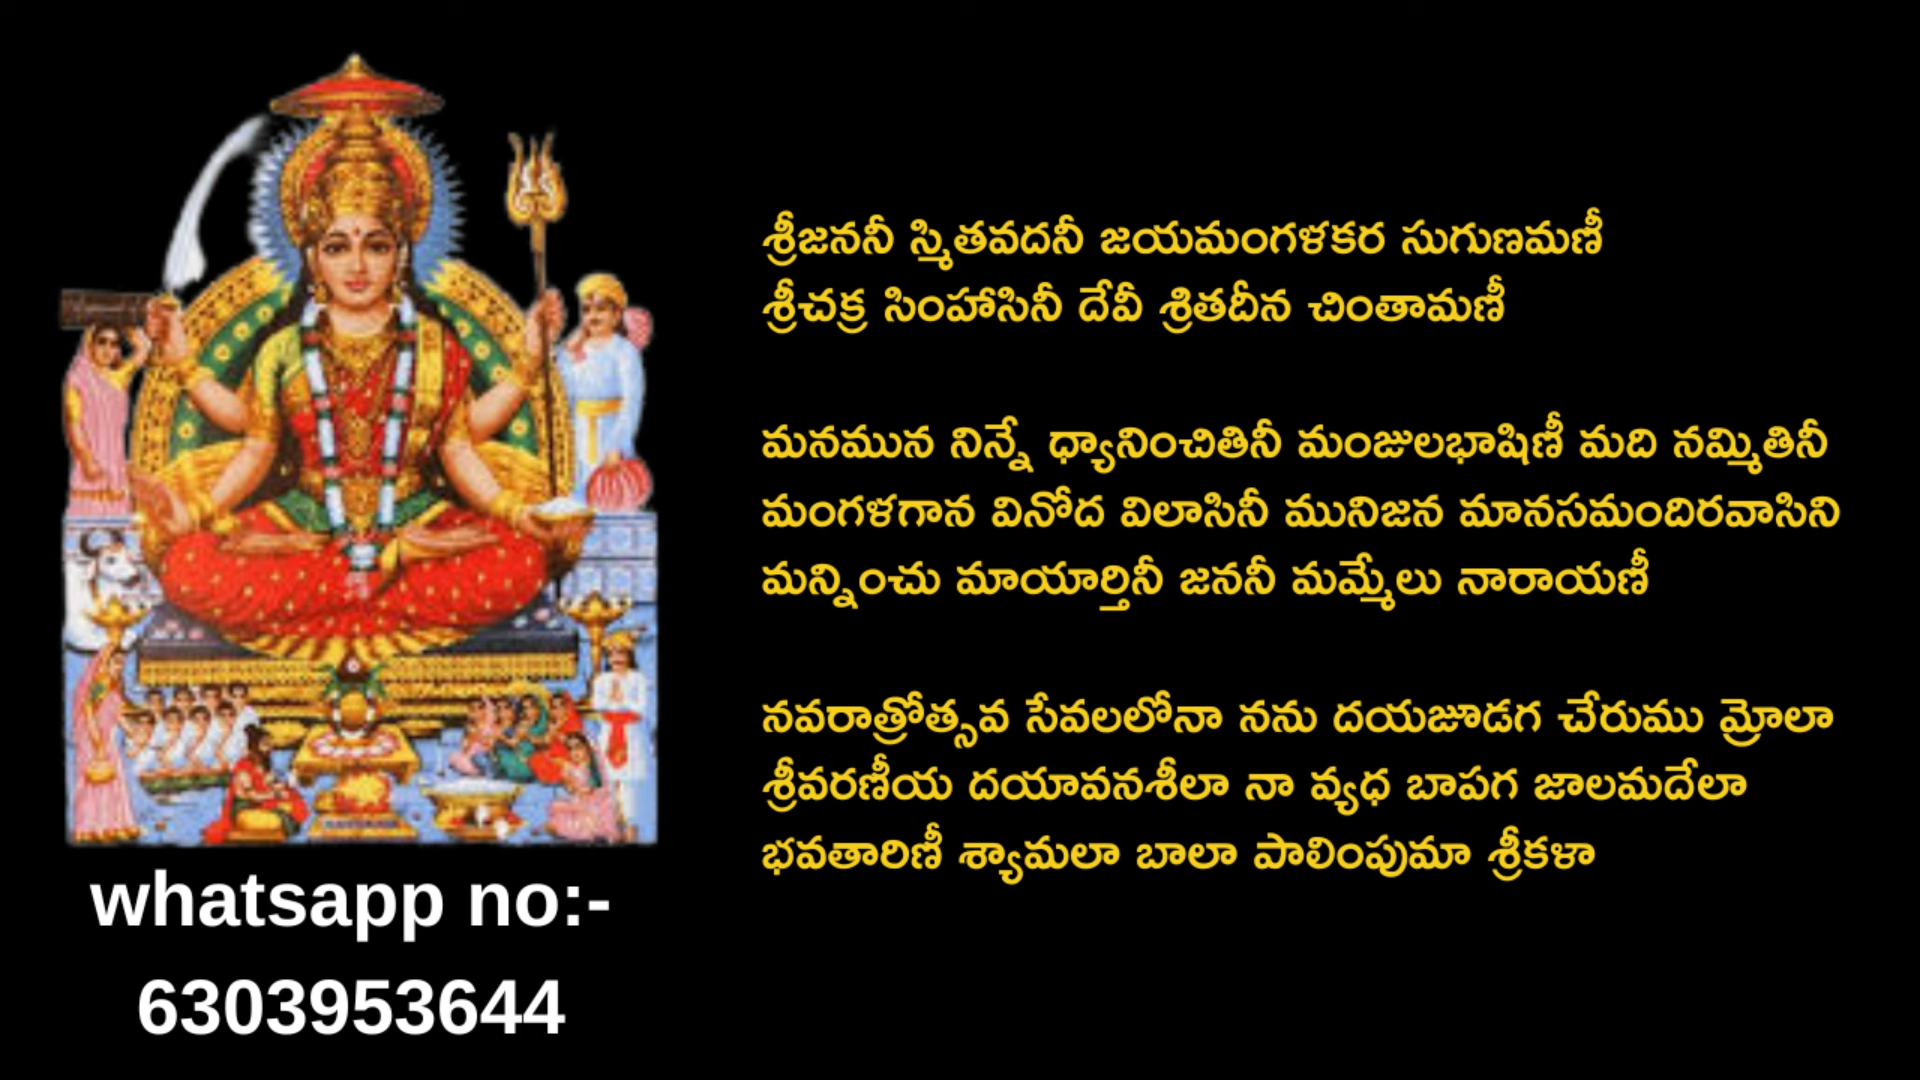 శ్రీజననీ స్మితవదనీ జయమంగళకర సుగుణమణీ
శ్రీచక్ర సింహాసినీ దేవీ శ్రితదీన చింతామణీ
మనమున నిన్నే ధ్యానించితినీ మంజులభాషిణీ మది నమ్మితినీ
మంగళగాన వినోద విలాసినీ మునిజన మానసమందిరవాసిని
మన్నించు మాయార్తినీ జననీ మమ్మేలు నారాయణీ
నవరాత్రోత్సవ సేవలలోనా నను దయజూడగ చేరుము మ్రోలా
శ్రీవరణీయ దయావనశీలా నా వ్యధ బాపగ జాలమదేలా
భవతారిణీ శ్యామలా బాలా పాలింపుమా శ్రీకళా
whatsapp no:-
6303953644